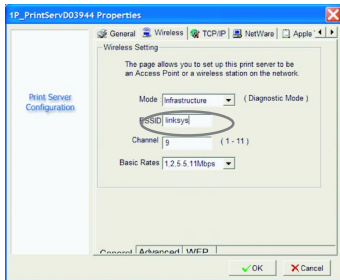 1P_PrintServD03944 Properties
General Wireless TCP/IP NetWare Apple
Wireless Setting
The page allows you to set up this print server to be
an Access Point or a wireless station on the network.
Print Server
Configuration
Mode Infrastructure ( Diagnostic Mode )
ESSID linksys
Channel 9 ( 1 - 11 )
Basic Rates 1,2,5.5,11Mbps
General Advanced WEP
OK Cancel